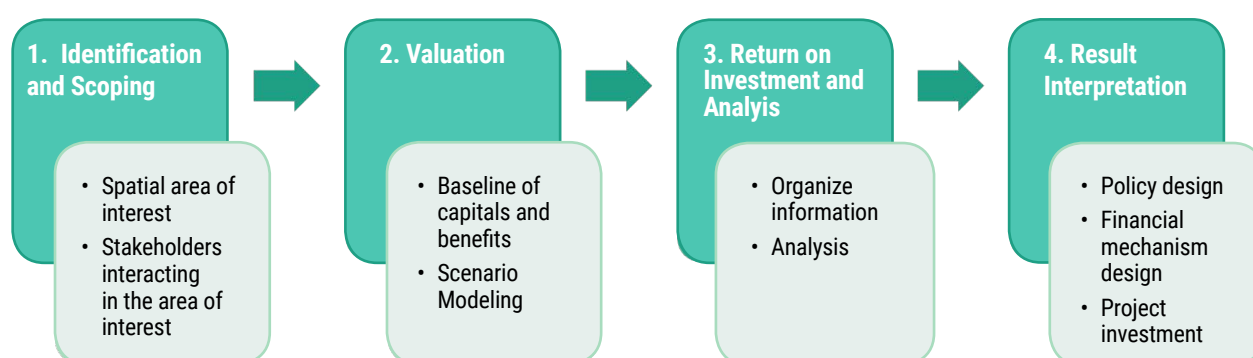 1. Identification
and Scoping
• Spatial area of
interest
• Stakeholders
interacting
in the area of
interest
2. Valuation
• Baseline of
capitals and
benefits
• Scenario
Modeling
3. Return on
Investment and
Analyis
• Organize
information
• Analysis
4. Result
Interpretation
• Policy design
• Financial
mechanism
design
• Project
investment